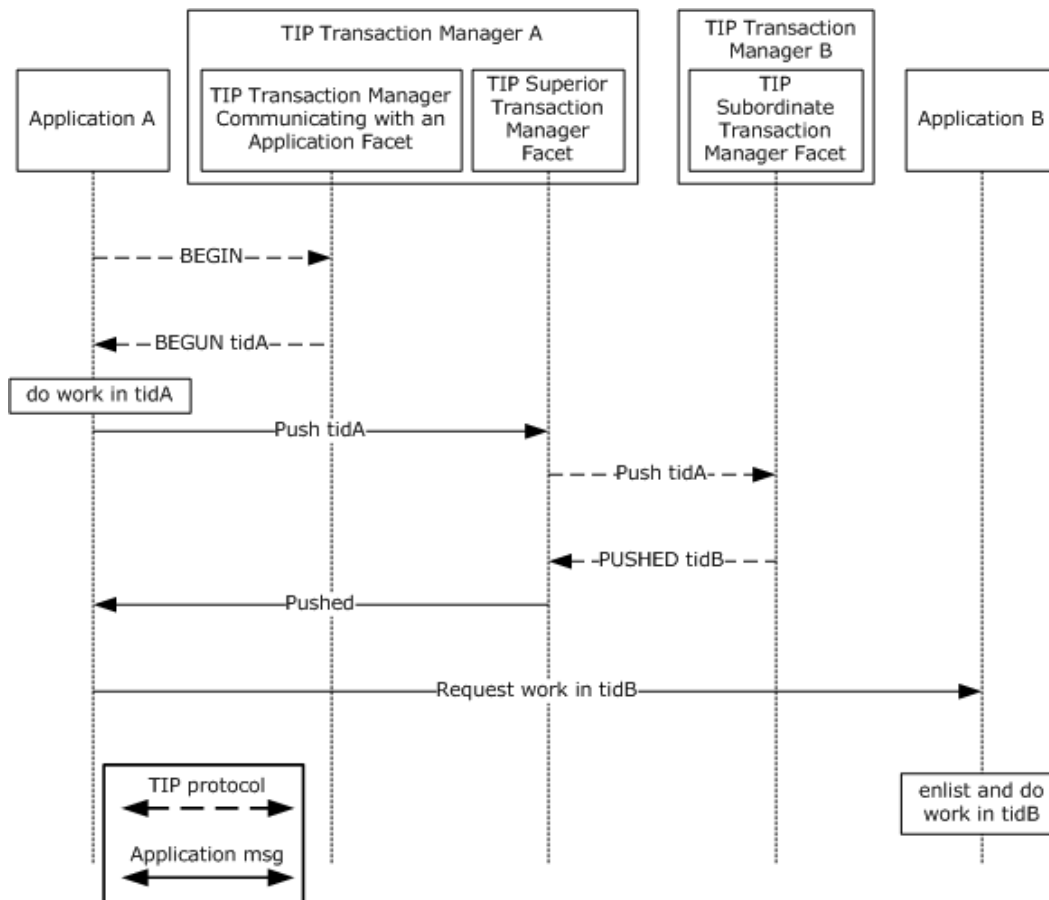 TIP Transaction Manager A
TIP Transaction
Manager B
Application A
TIP Transaction Manager
Communicating with an
Application Facet
TIP Superior
Transaction
Manager
Facet
TIP
Subordinate
Transaction
Manager Facet
Application B
BEGIN
BEGUN tidA
do work in tidA
Push tidA
Push tidA
PUSHED tidB
Pushed
Request work in tidB
TIP protocol
Application msg
enlist and do
work in tidB